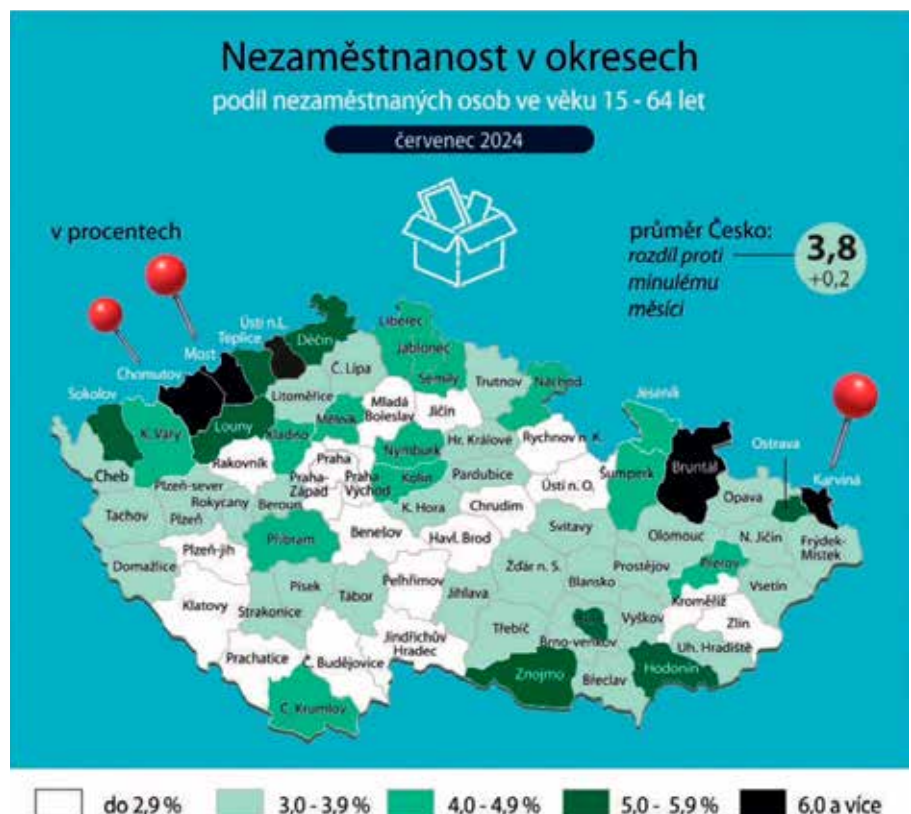 Nezaměstnanost v okresech
podíl nezaměstnaných osob ve věku 15 - 64 let
červenec 2024
v procentech
průměr Česko:
rozdíl proti
minulému
měsíci
3,8
+0,2
Ústí n.L.
Teplice
Děčín
Most
Chomutov
Sokolov
Liberec
Jablonec
Semily
Č. Lípa
Trutnov
Náchod
Litoměřice
Mladá
Boleslav
Jičín
Mělník
Louny
K. Vary
Kladno
Nymburk
Hr. Králové
Rychnov n. K.
Jeseník
Ostrava
Karviná
Cheb
Rakovník
Praha
Praha-
Západ
Praha
Východ
Kolín
Pardubice
Ústí n. O.
Šumperk
Bruntál
Opava
Plzeň-sever
Rokycany
Beroun
Tachov
Plzeň
K. Hora
Chrudim
Svitavy
Olomouc
N. Jičín
Frýdek-
Místek
Příbram
Benešov
Havl. Brod
Plzeň-jih
Domažlice
Žďár n. S.
Prostějov
Přerov
Vsetín
Klatovy
Strakonice
Písek
Tábor
Pelhřimov
Jihlava
Blansko
Kroměříž
Zlín
Třebíč
Brno-venkov
Vyškov
Uh. Hradiště
Prachatice
Č. Budějovice
Jindřichův
Hradec
Znojmo
Břeclav
Hodonín
Č. Krumlov
do 2,9 %
3,0 - 3,9 %
4,0 - 4,9 %
5,0 - 5,9 %
6,0 a více